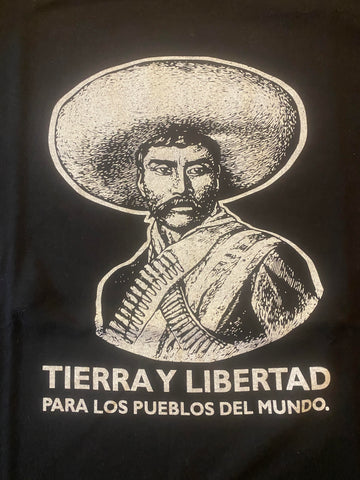 TIERRA Y LIBERTAD
PARA LOS PUEBLOS DEL MUNDO.